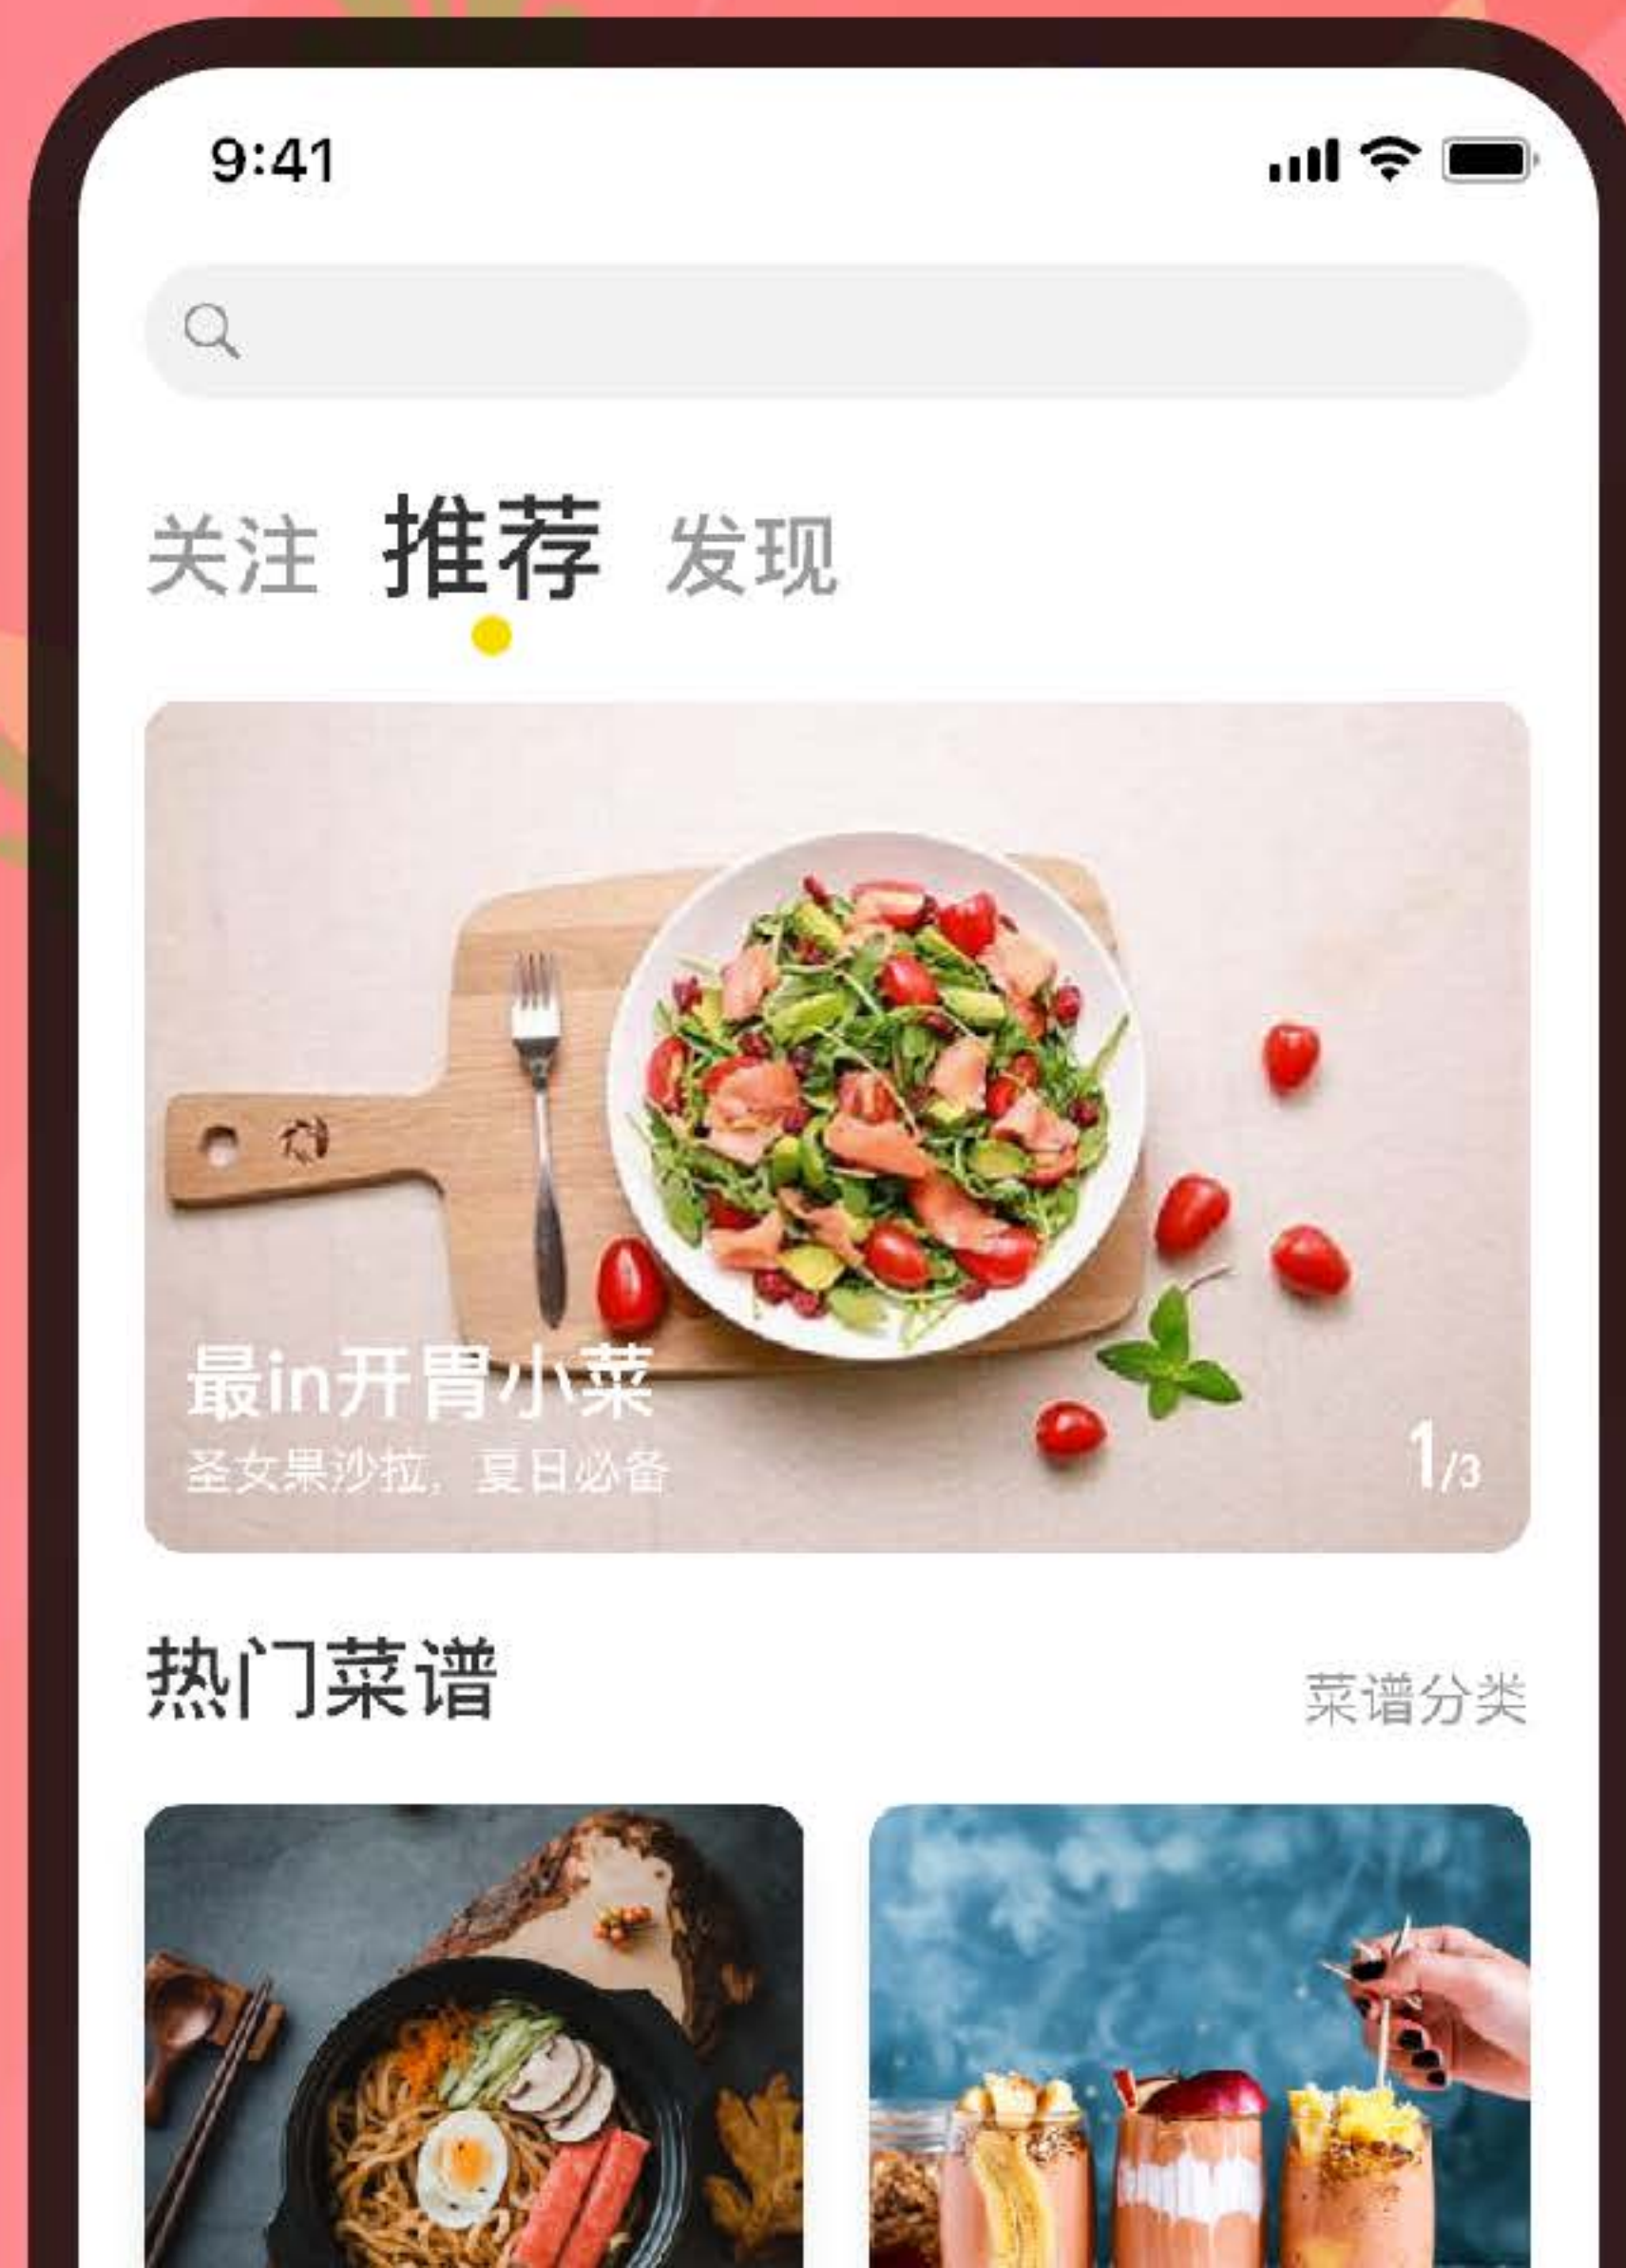 9:41
关注 推荐 发现
最in开胃小菜
圣女果沙拉，夏日必备
1/3
热门菜谱
菜谱分类